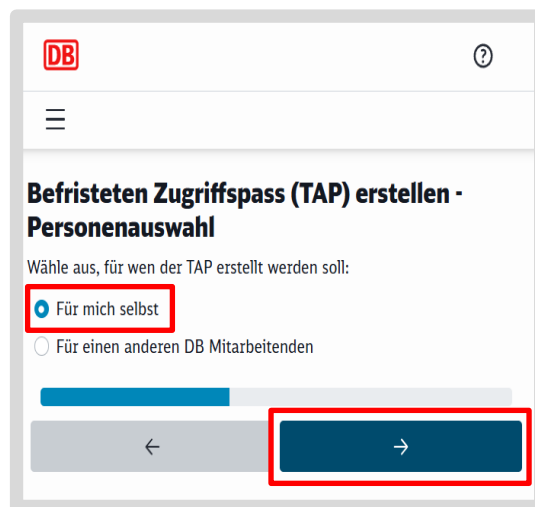 DB
Befristeten Zugriffspass (TAP) erstellen -
Personenauswahl
Wähle aus, für wen der TAP erstellt werden soll:
Für mich selbst
Für einen anderen DB Mitarbeitenden